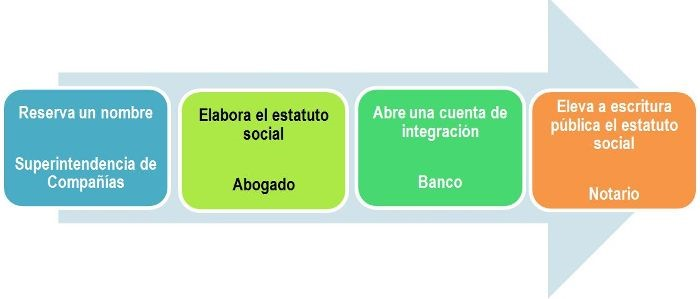 Reserva un nombre
Superintendencia de
Compañías
Elabora el estatuto
social
Abogado
Abre una cuenta de
integración
Banco
Eleva a escritura
pública el estatuto
social
Notario